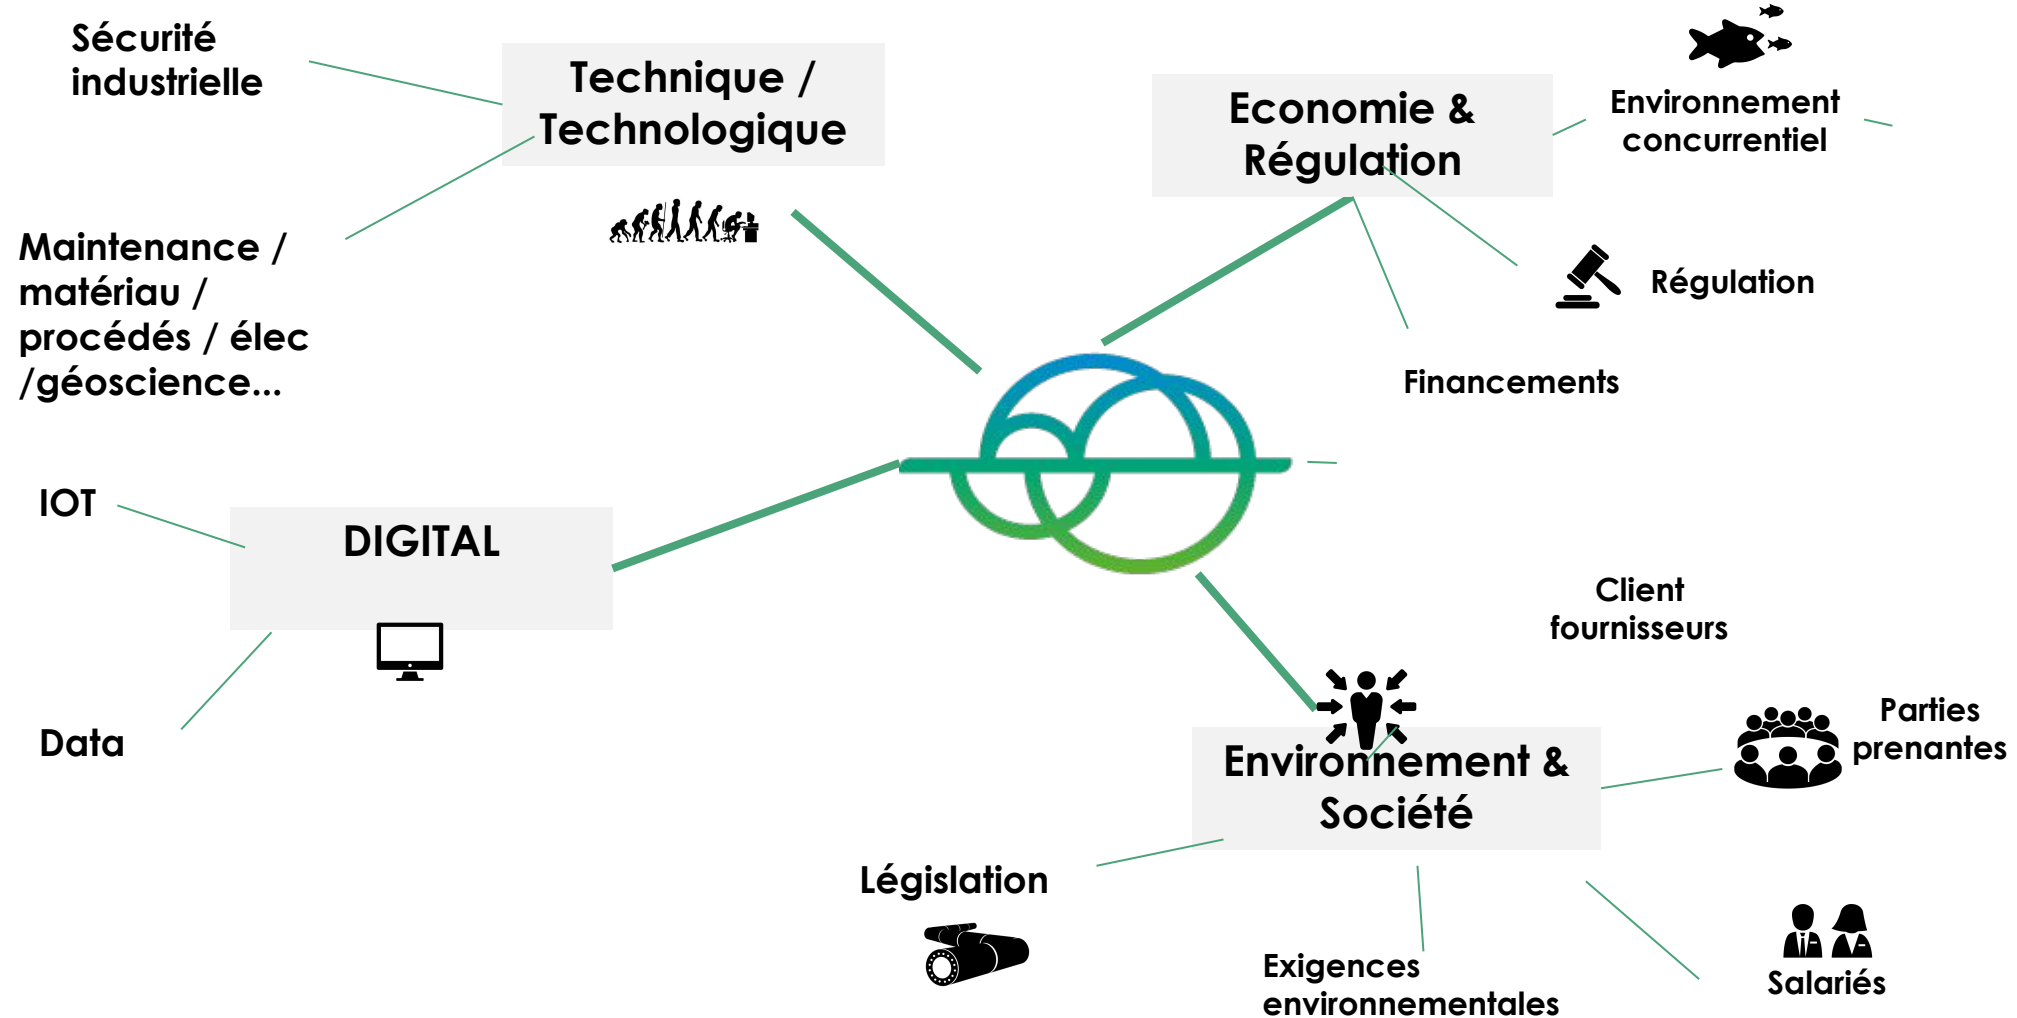 Sécurité
industrielle
Technique /
Technologique
Maintenance /
matériau /
procédés / élec
/géoscience...
Economie &
Régulation
Environnement
concurrentiel
Régulation
Financements
IOT
DIGITAL
Data
Client
fournisseurs
Parties
prenantes
Environnement &
Société
Législation
Exigences
environnementales
Salariés